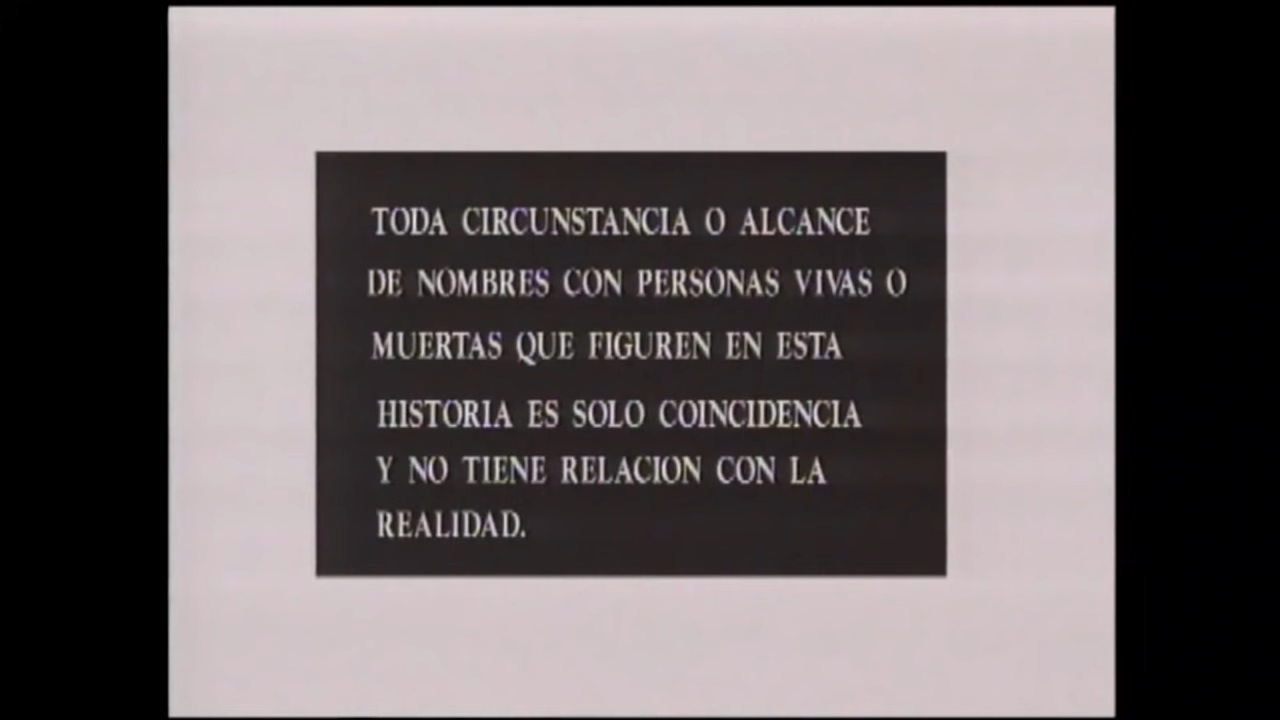 TODA CIRCUNSTANCIA O ALCANCE
DE NOMBRES CON PERSONAS VIVAS O
MUERTAS QUE FIGUREN EN ESTA
HISTORIA ES SOLO COINCIDENCIA
Y NO TIENE RELACION CON LA
REALIDAD.